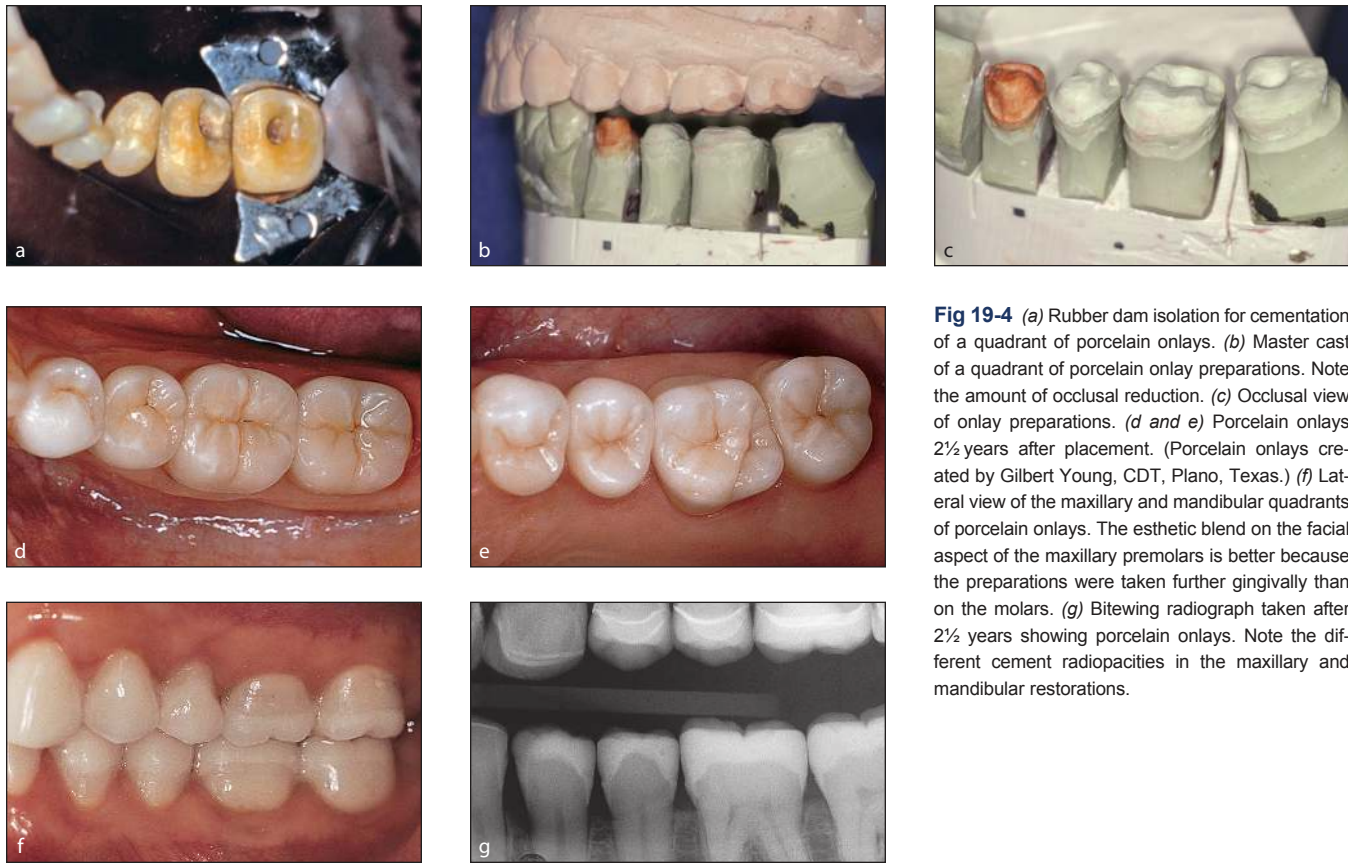 a
b
c
Fig 19-4 (a) Rubber dam isolation for cementation
of a quadrant of porcelain onlays. (b) Master cast
of a quadrant of porcelain onlay preparations. Note
the amount of occlusal reduction. (c) Occlusal view
of onlay preparations. (d and e) Porcelain onlays
2½ years after placement. (Porcelain onlays cre-
ated by Gilbert Young, CDT, Plano, Texas.) (f) Lat-
eral view of the maxillary and mandibular quadrants
of porcelain onlays. The esthetic blend on the facial
aspect of the maxillary premolars is better because
the preparations were taken further gingivally than
on the molars. (g) Bitewing radiograph taken after
2½ years showing porcelain onlays. Note the dif-
ferent cement radiopacities in the maxillary and
mandibular restorations.
d
e
f
g